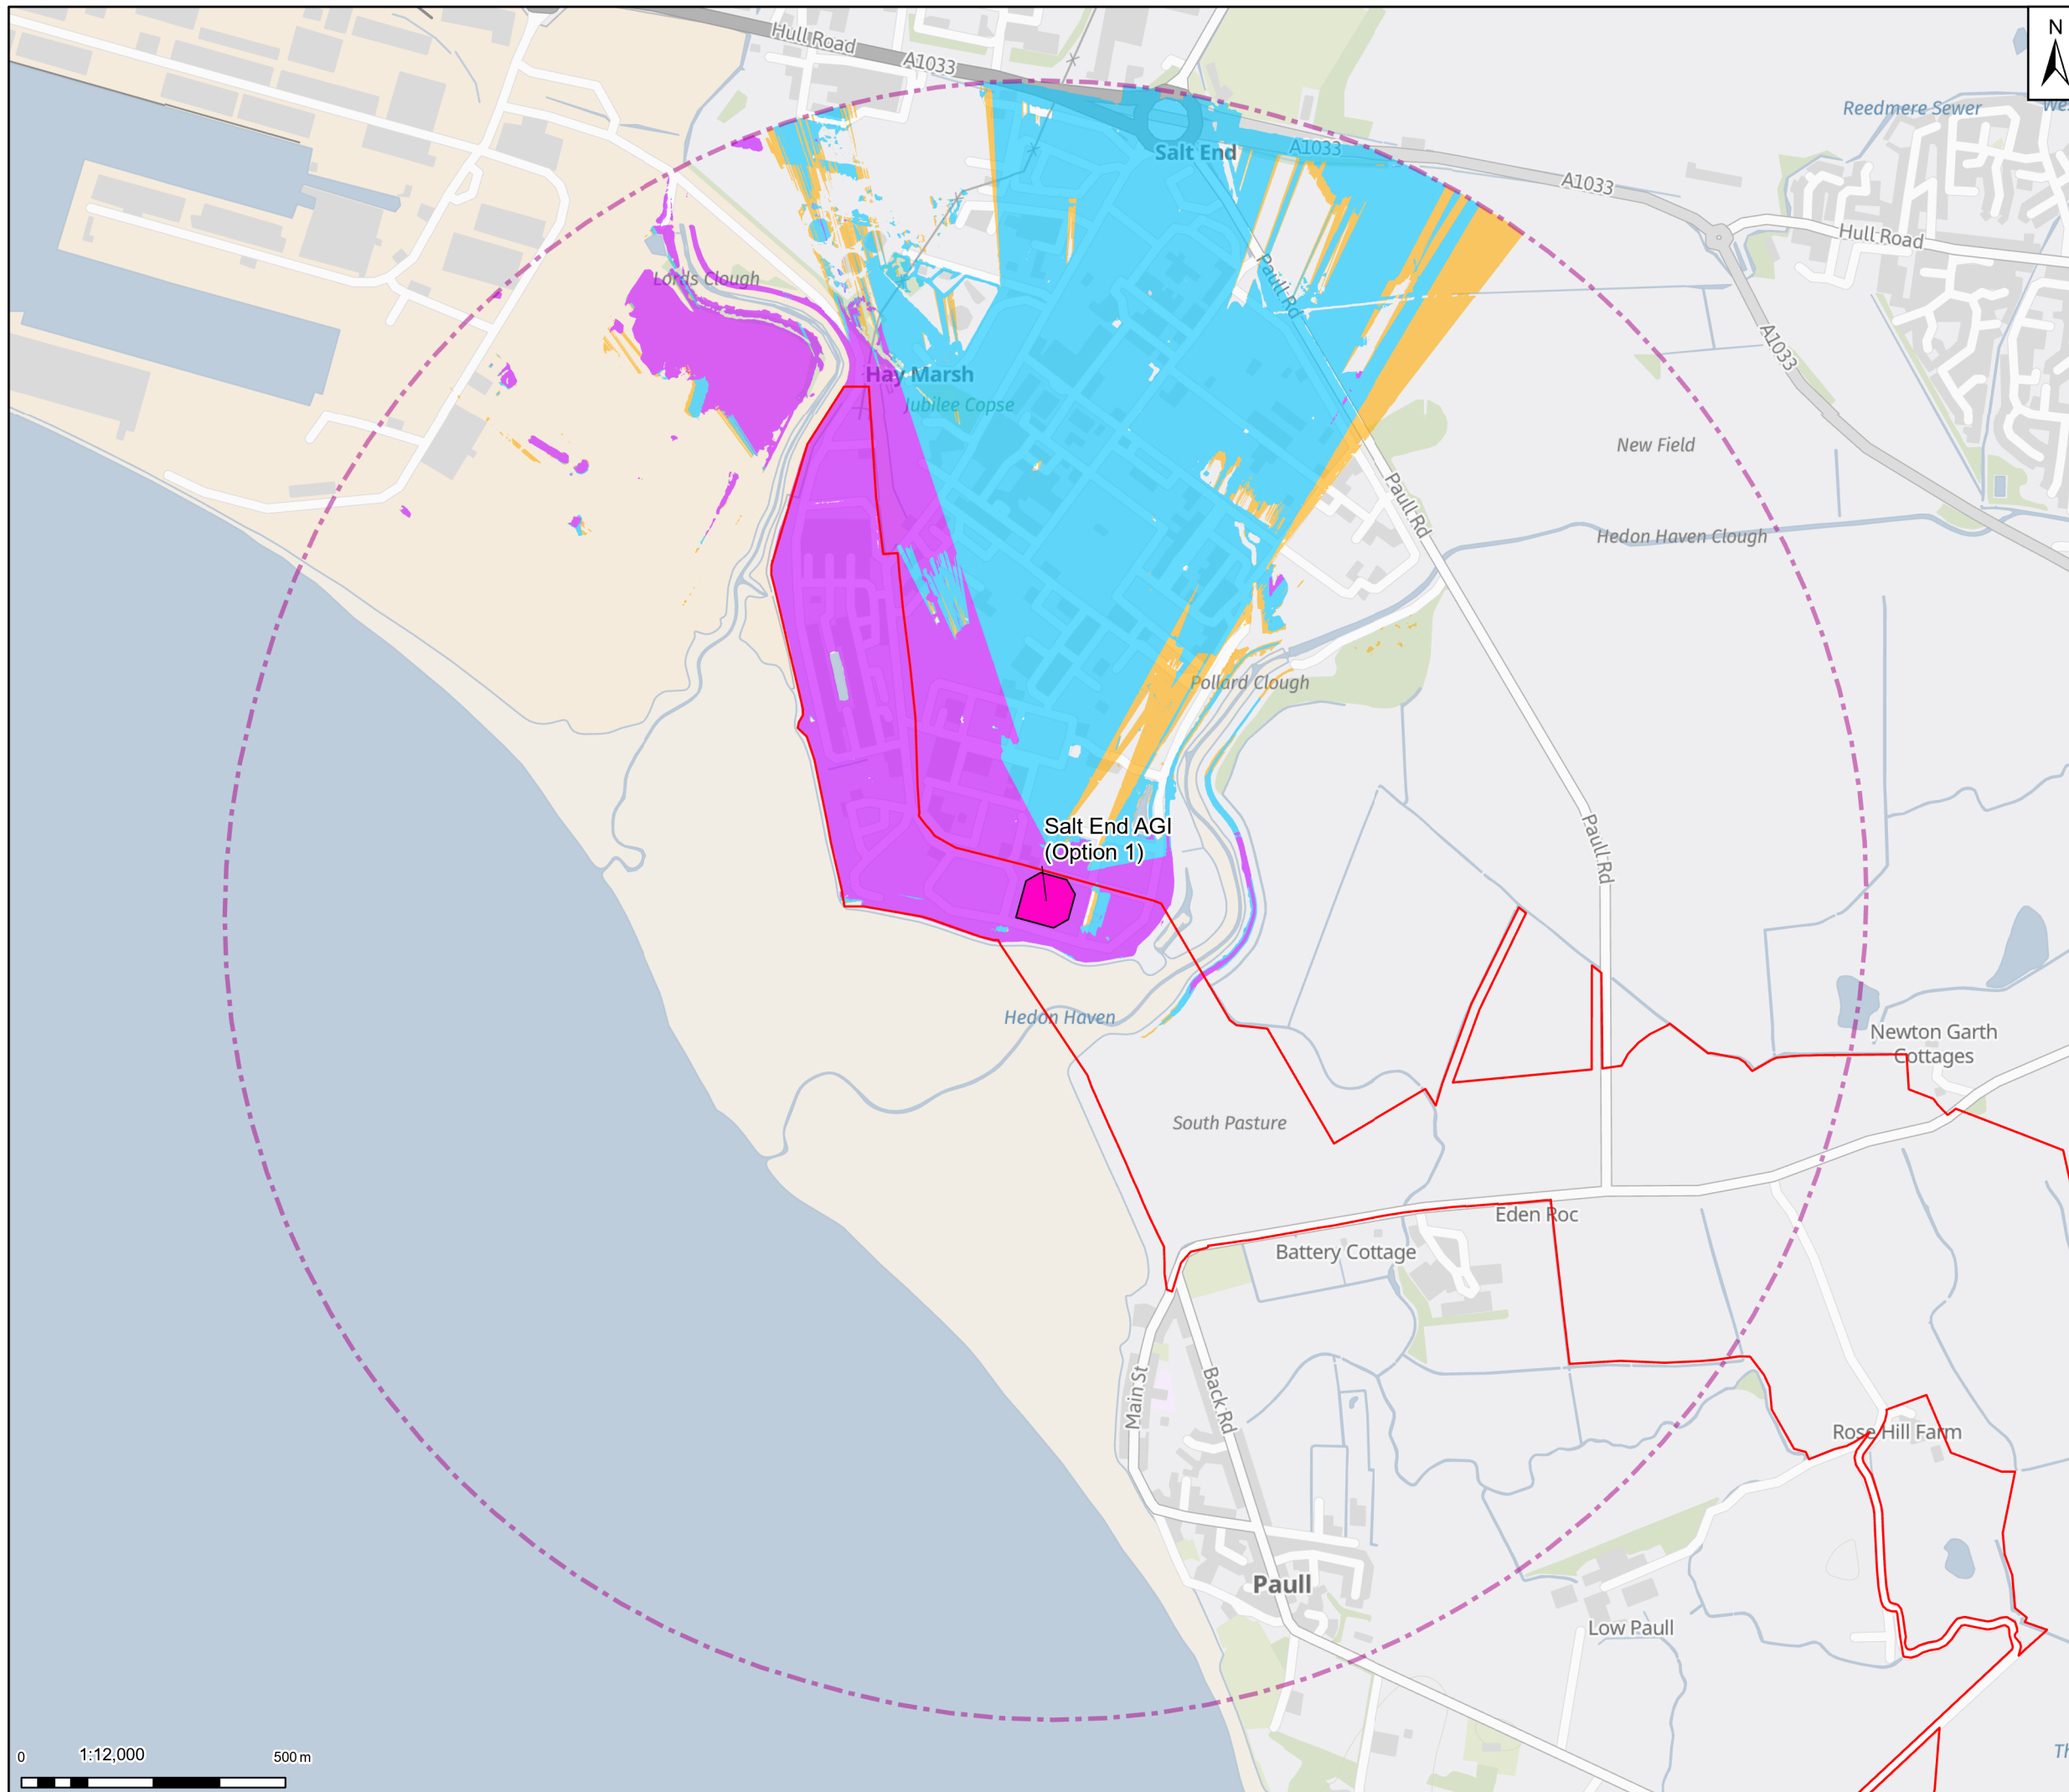 Hull Road
A1033
N
Reedmere Sewer
Salt End
A1033
A1033
Hull Road
Paull Rd
Lords Clough
A1033
Hay Marsh
Jubilee Copse
New Field
Paull Rd
Hedon Haven Clough
Pollard Clough
Salt End AGI
(Option 1)
Paull Rd
Hedon Haven
Newton Garth
Cottages
South Pasture
Eden Roc
Battery Cottage
Main St
Back Rd
Rose Hill Farm
Paull
Low Paull
0 1:12,000 500 m